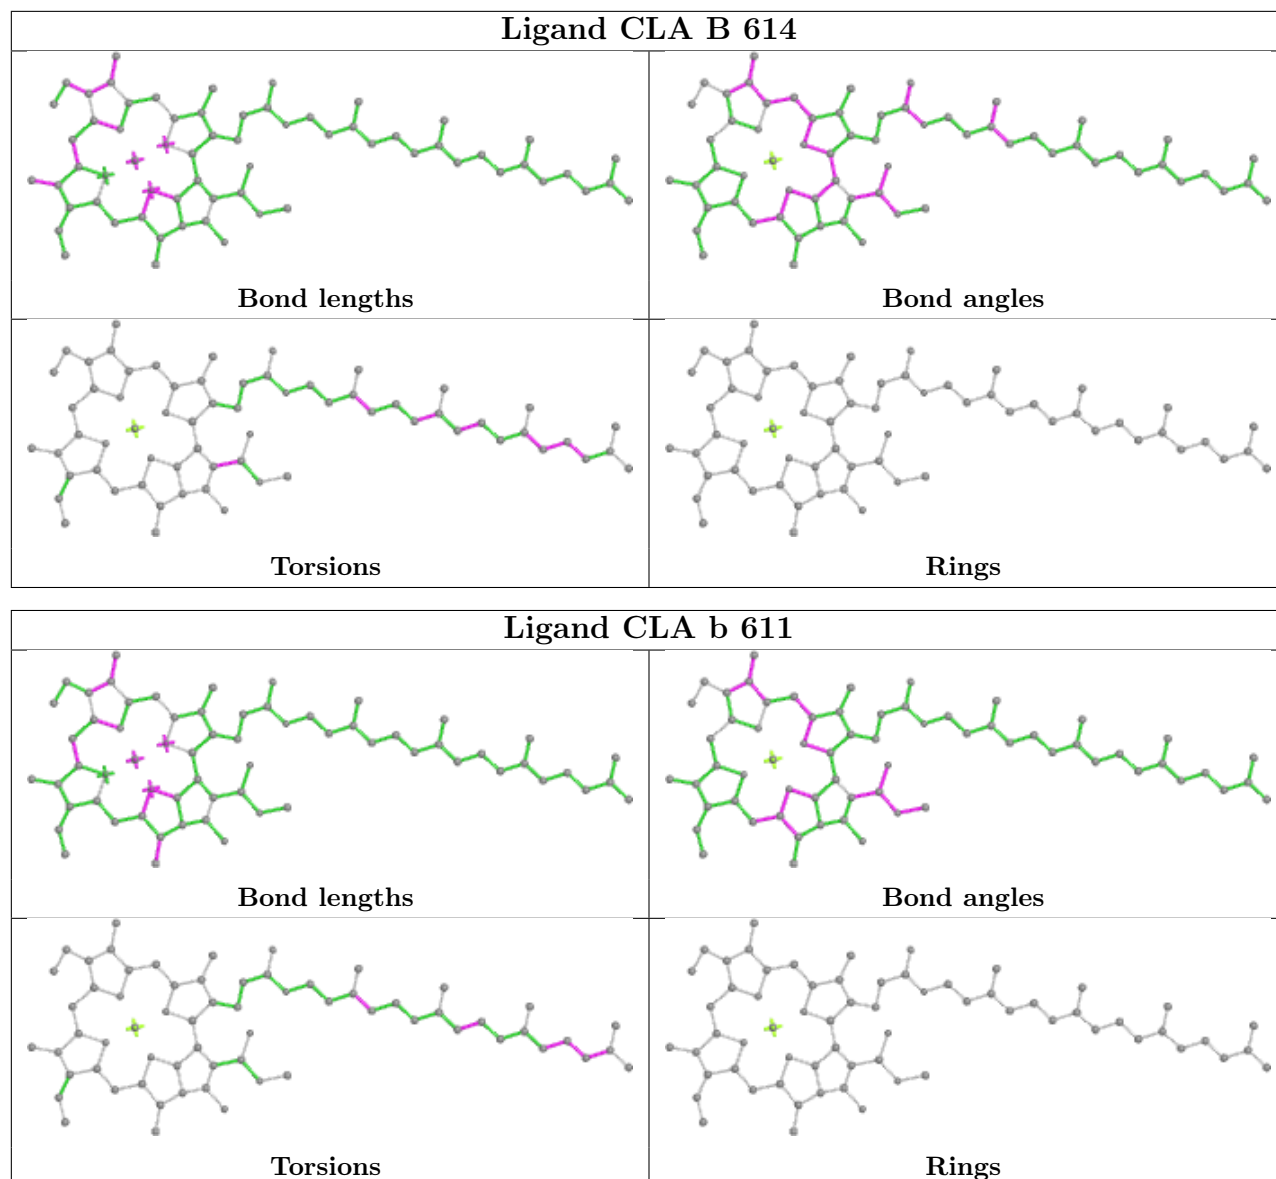 Ligand CLA B 614
Bond lengths
Bond angles
Torsions
Rings
Ligand CLA b 611
Bond lengths
Bond angles
Torsions
Rings